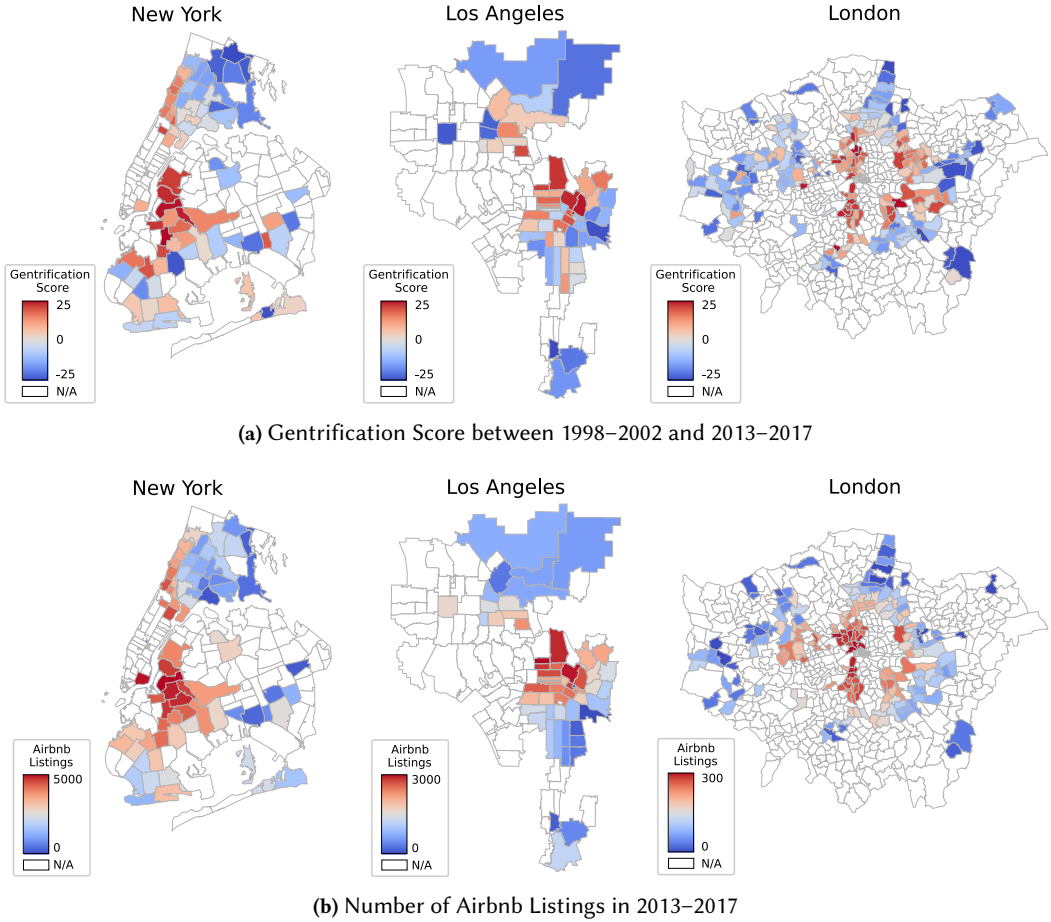 New York
Los Angeles
London
Gentrification
Score
25
0
-25
N/A
Gentrification
Score
25
0
-25
N/A
Gentrification
Score
25
0
-25
N/A
(a) Gentrification Score between 1998–2002 and 2013–2017
New York
Los Angeles
London
Airbnb
Listings
5000
0
N/A
Airbnb
Listings
3000
0
N/A
Airbnb
Listings
300
0
N/A
(b) Number of Airbnb Listings in 2013–2017